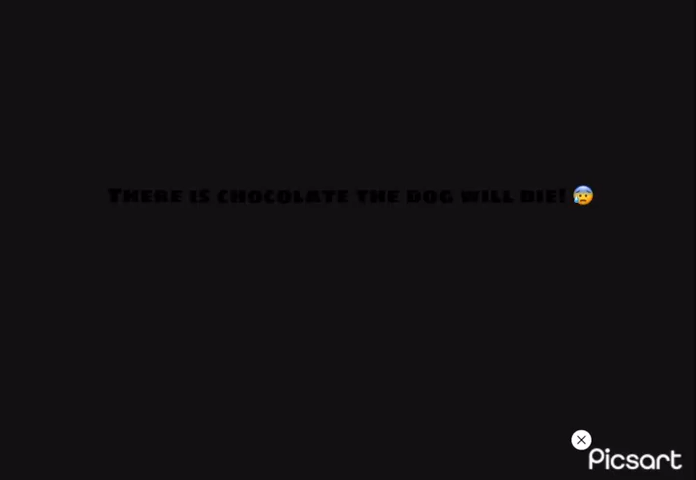 There is chocolate the dog will die! 😰
Picsart